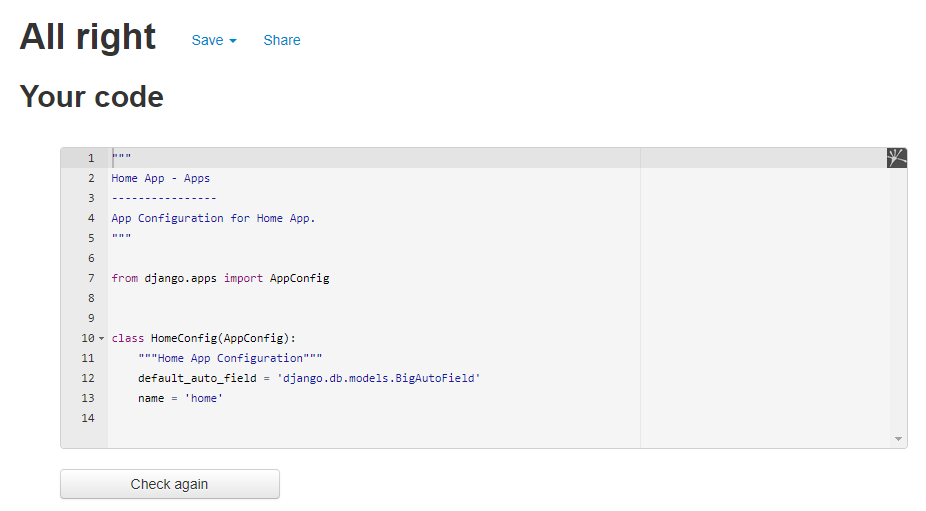 All right Save Share
Your code
1 """
2 Home App - Apps
3 ----------------
4 App Configuration for Home App.
5 """
6
7 from django.apps import AppConfig
8
9
10 class HomeConfig(AppConfig):
11     """Home App Configuration"""
12     default_auto_field = 'django.db.models.BigAutoField'
13     name = 'home'
14
Check again